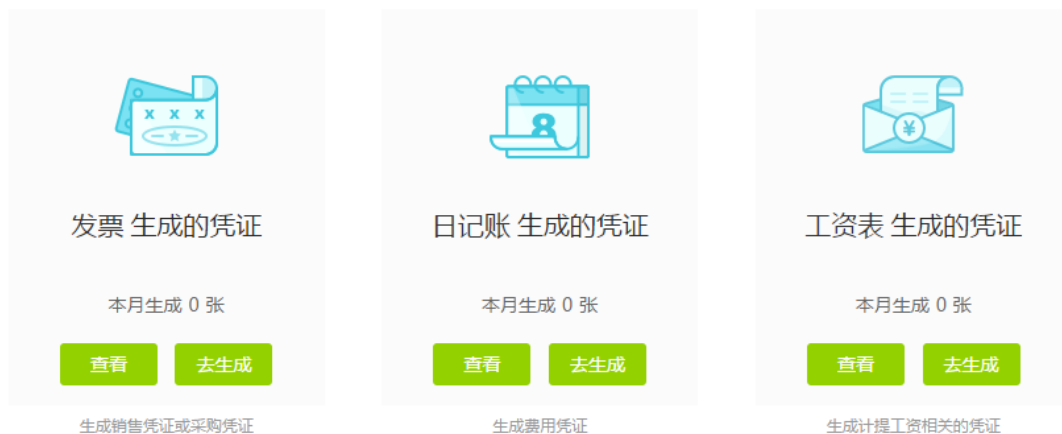 x x x
8
¥
发票 生成的凭证
日记账 生成的凭证
工资表 生成的凭证
本月生成 0 张
本月生成 0 张
本月生成 0 张
查看
去生成
查看
去生成
查看
去生成
生成销售凭证或采购凭证
生成费用凭证
生成计提工资相关的凭证